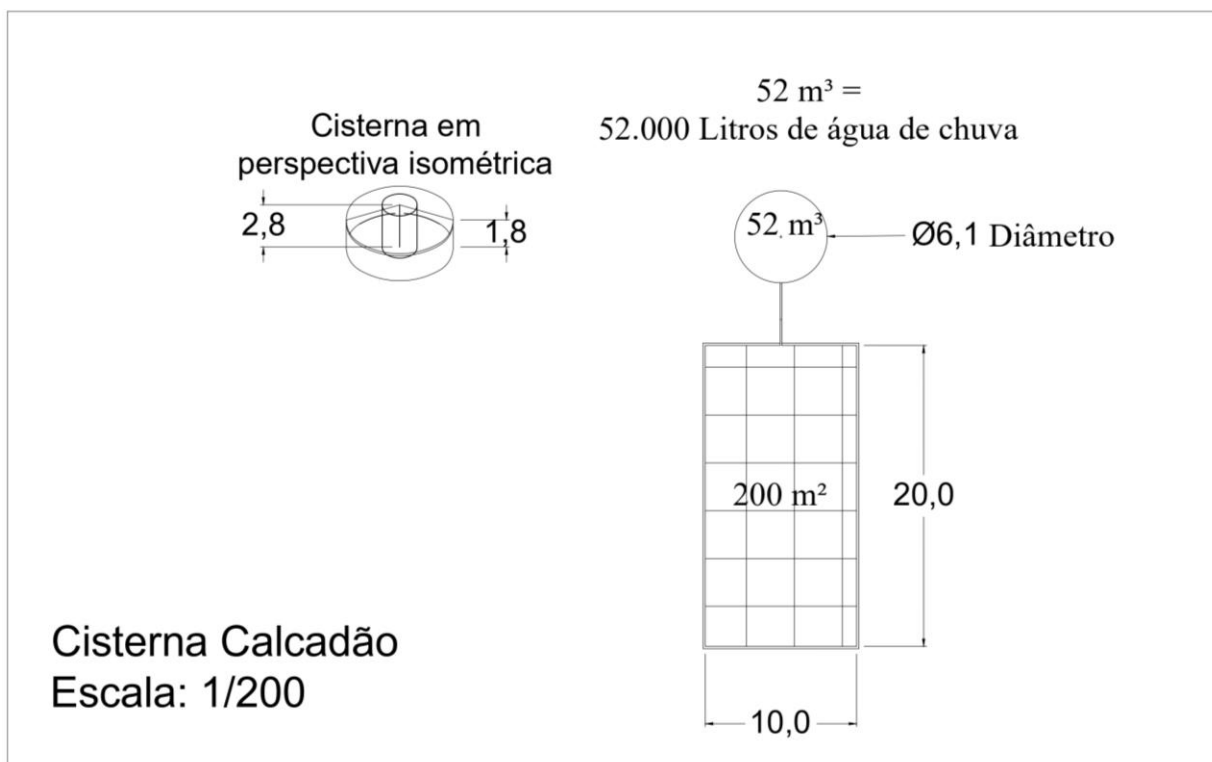 52 m³ =
52.000 Litros de água de chuva
Cisterna em
perspectiva isométrica
2,8
1,8
52 m³
Ø6,1 Diâmetro
200 m²
20,0
10,0
Cisterna Calcadão
Escala: 1/200